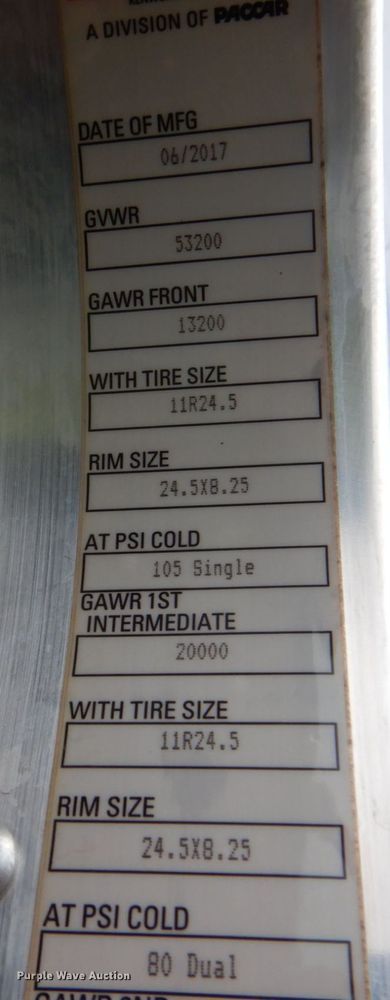 A DIVISION OF PACCAR
DATE OF MFG
06/2017
GVWR
53200
GAWR FRONT
13200
WITH TIRE SIZE
11R24.5
RIM SIZE
24.5X8.25
AT PSI COLD
105 Single
GAWR 1ST
INTERMEDIATE
20000
WITH TIRE SIZE
11R24.5
RIM SIZE
24.5X8.25
AT PSI COLD
80 Dual
Purple Wave Auction
GAWR 2ND